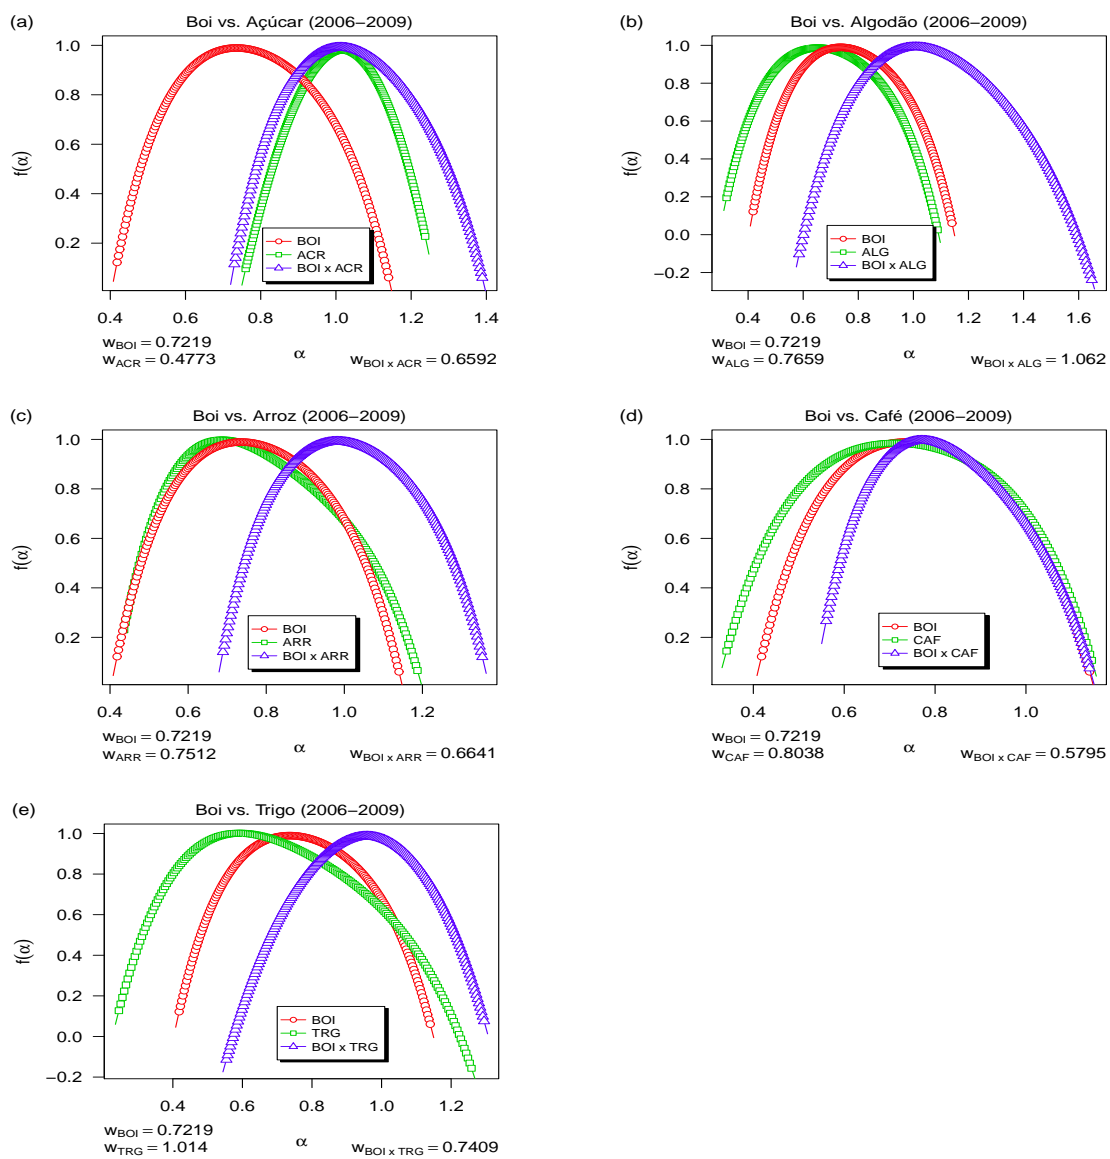 (a) Boi vs. Açúcar (2006−2009)
f(α)
1.0
0.8
0.6
0.4
0.2
BOI
ACR
BOI x ACR
0.4 0.6 0.8 1.0 1.2 1.4
α
wBOI = 0.7219
wACR = 0.4773
wBOI x ACR = 0.6592
(b) Boi vs. Algodão (2006−2009)
f(α)
1.0
0.8
0.6
0.4
0.2
0.0
−0.2
BOI
ALG
BOI x ALG
0.4 0.6 0.8 1.0 1.2 1.4 1.6
α
wBOI = 0.7219
wALG = 0.7659
wBOI x ALG = 1.062
(c) Boi vs. Arroz (2006−2009)
f(α)
1.0
0.8
0.6
0.4
0.2
BOI
ARR
BOI x ARR
0.4 0.6 0.8 1.0 1.2
α
wBOI = 0.7219
wARR = 0.7512
wBOI x ARR = 0.6641
(d) Boi vs. Café (2006−2009)
f(α)
1.0
0.8
0.6
0.4
0.2
BOI
CAF
BOI x CAF
0.4 0.6 0.8 1.0
α
wBOI = 0.7219
wCAF = 0.8038
wBOI x CAF = 0.5795
(e) Boi vs. Trigo (2006−2009)
f(α)
1.0
0.8
0.6
0.4
0.2
0.0
−0.2
BOI
TRG
BOI x TRG
0.4 0.6 0.8 1.0 1.2
α
wBOI = 0.7219
wTRG = 1.014
wBOI x TRG = 0.7409